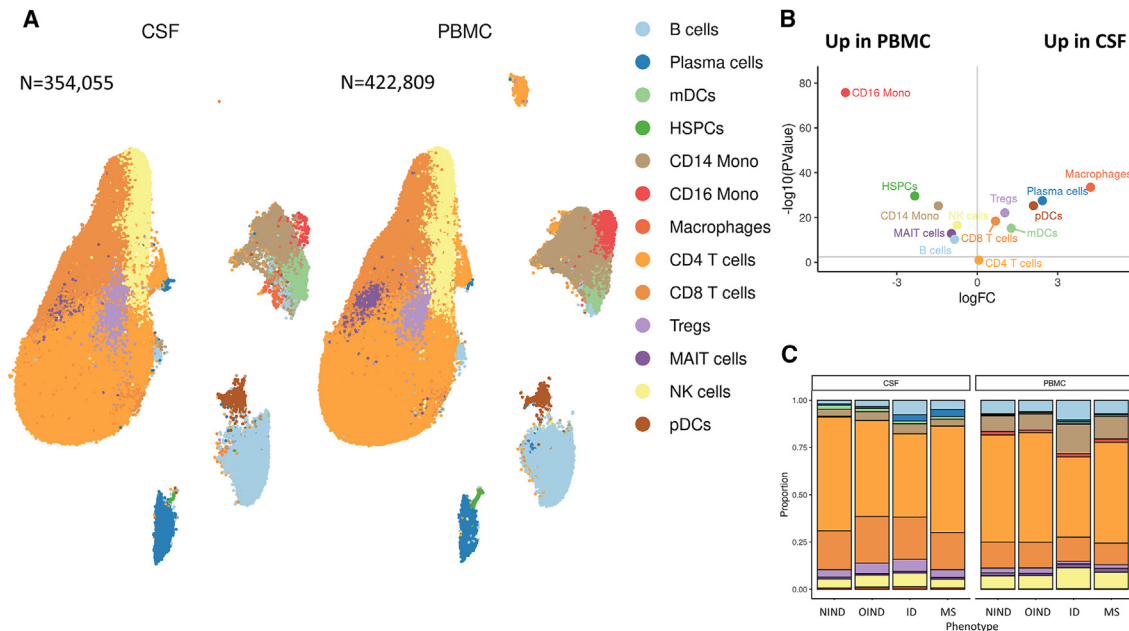 A
CSF
PBMC
N=354,055
N=422,809
B cells
Plasma cells
mDCs
HSPCs
CD14 Mono
CD16 Mono
Macrophages
CD4 T cells
CD8 T cells
Tregs
MAIT cells
NK cells
pDCs
B
Up in PBMC
Up in CSF
80
60
40
20
0
-log10(PValue)
CD16 Mono
Macrophages
HSPCs
Plasma cells
Tregs
CD14 Mono
NK cells
pDCs
MAIT cells
CD8 T cells
mDCs
B cells
CD4 T cells
-3
0
3
logFC
C
CSF
PBMC
1.00
0.75
0.50
0.25
0.00
Proportion
NIND
OIND
ID
MS
NIND
OIND
ID
MS
Phenotype